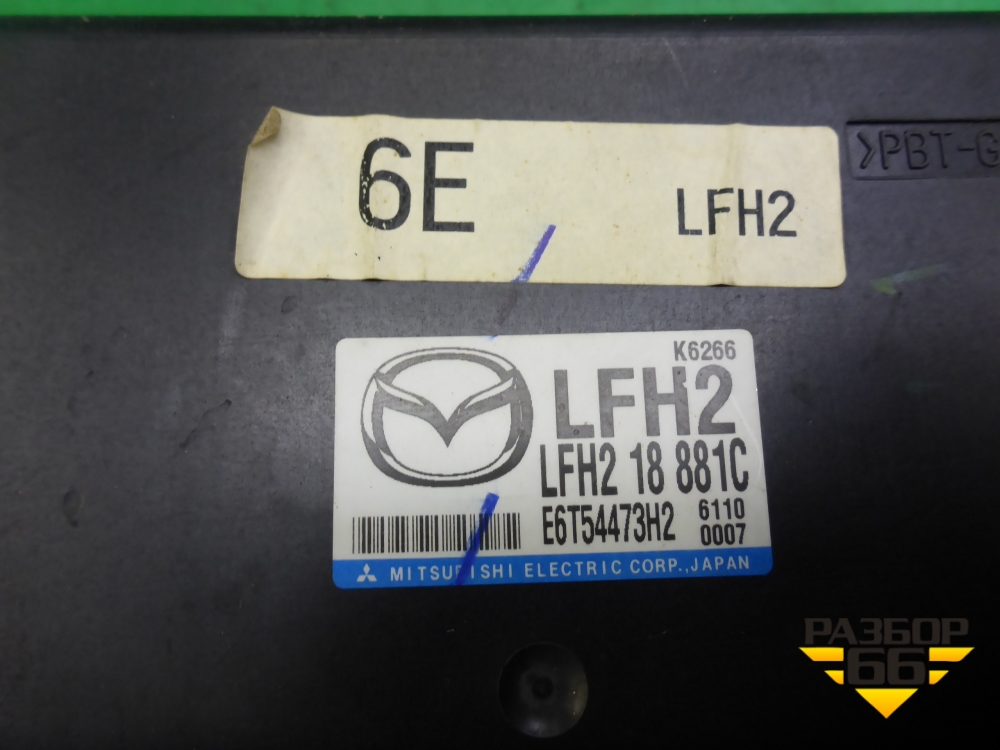 6E
LFH2
>PBT-G
K6266
LFH2
LFH2 18 881C
E6T54473H2
6110
0007
MITSUBISHI ELECTRIC CORP.,JAPAN
РАЗБОР
66